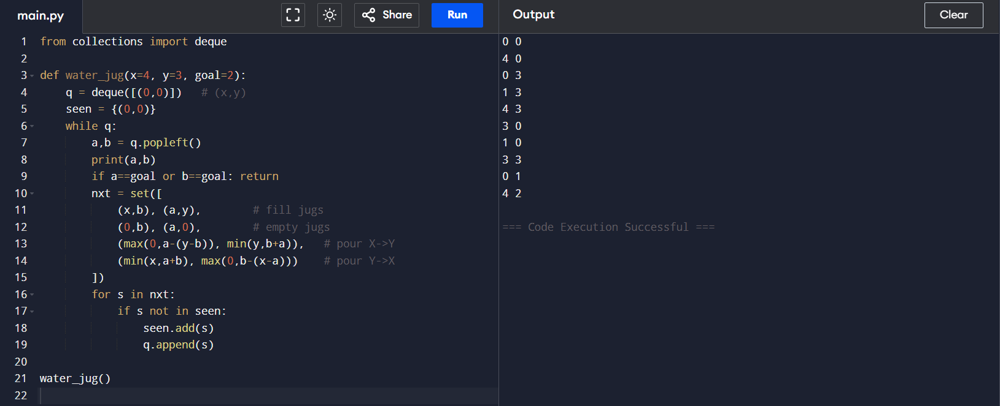 main.py Share Run Output Clear
1 from collections import deque
2
3 def water_jug(x=4, y=3, goal=2):
4     q = deque([(0,0)])   # (x,y)
5     seen = {(0,0)}
6     while q:
7         a,b = q.popleft()
8         print(a,b)
9         if a==goal or b==goal: return
10         nxt = set([
11             (x,b), (a,y),        # fill jugs
12             (0,b), (a,0),        # empty jugs
13             (max(0,a-(y-b)), min(y,b+a)),   # pour X->Y
14             (min(x,a+b), max(0,b-(x-a)))    # pour Y->X
15         ])
16         for s in nxt:
17             if s not in seen:
18                 seen.add(s)
19                 q.append(s)
20
21 water_jug()
22
0 0
4 0
0 3
1 3
4 3
3 0
1 0
3 3
0 1
4 2
=== Code Execution Successful ===